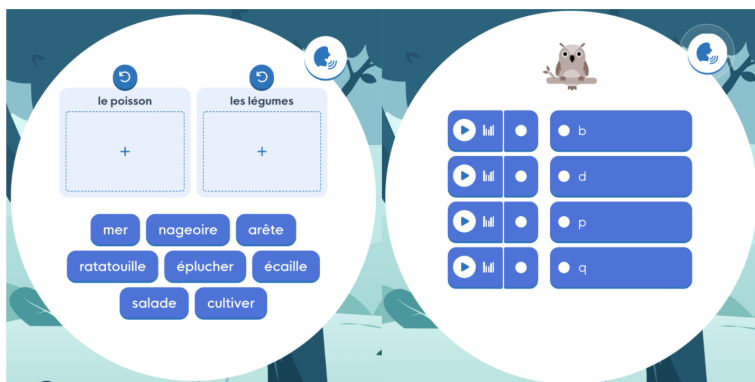 le poisson
les légumes
mer
nageoire
arête
ratatouille
éplucher
écaille
salade
cultiver
b
d
p
q